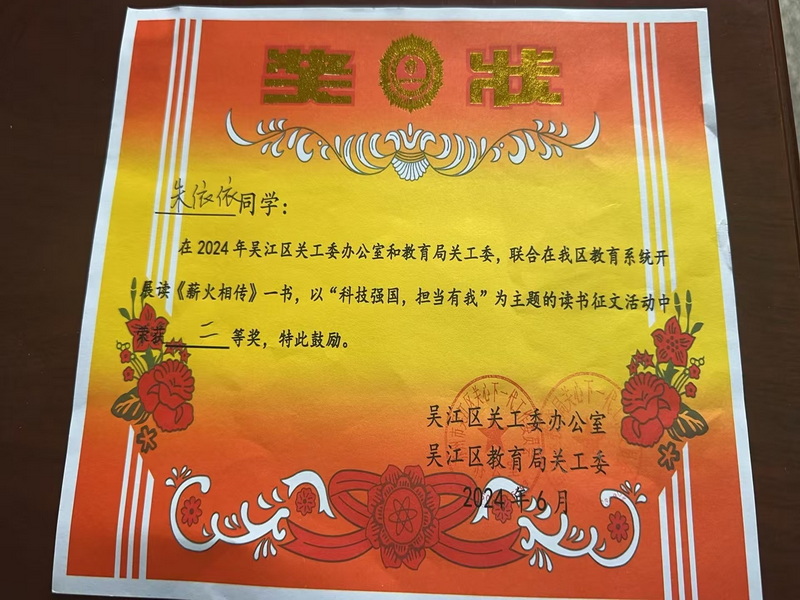 奖状
朱依依同学：
在2024年吴江区关工委办公室和教育局关工委，联合在我区教育系统开
展读《薪火相传》一书，以“科技强国，担当有我”为主题的读书征文活动中
荣获 二 等奖，特此鼓励。
吴江区关工委办公室
吴江区教育局关工委
2024年6月